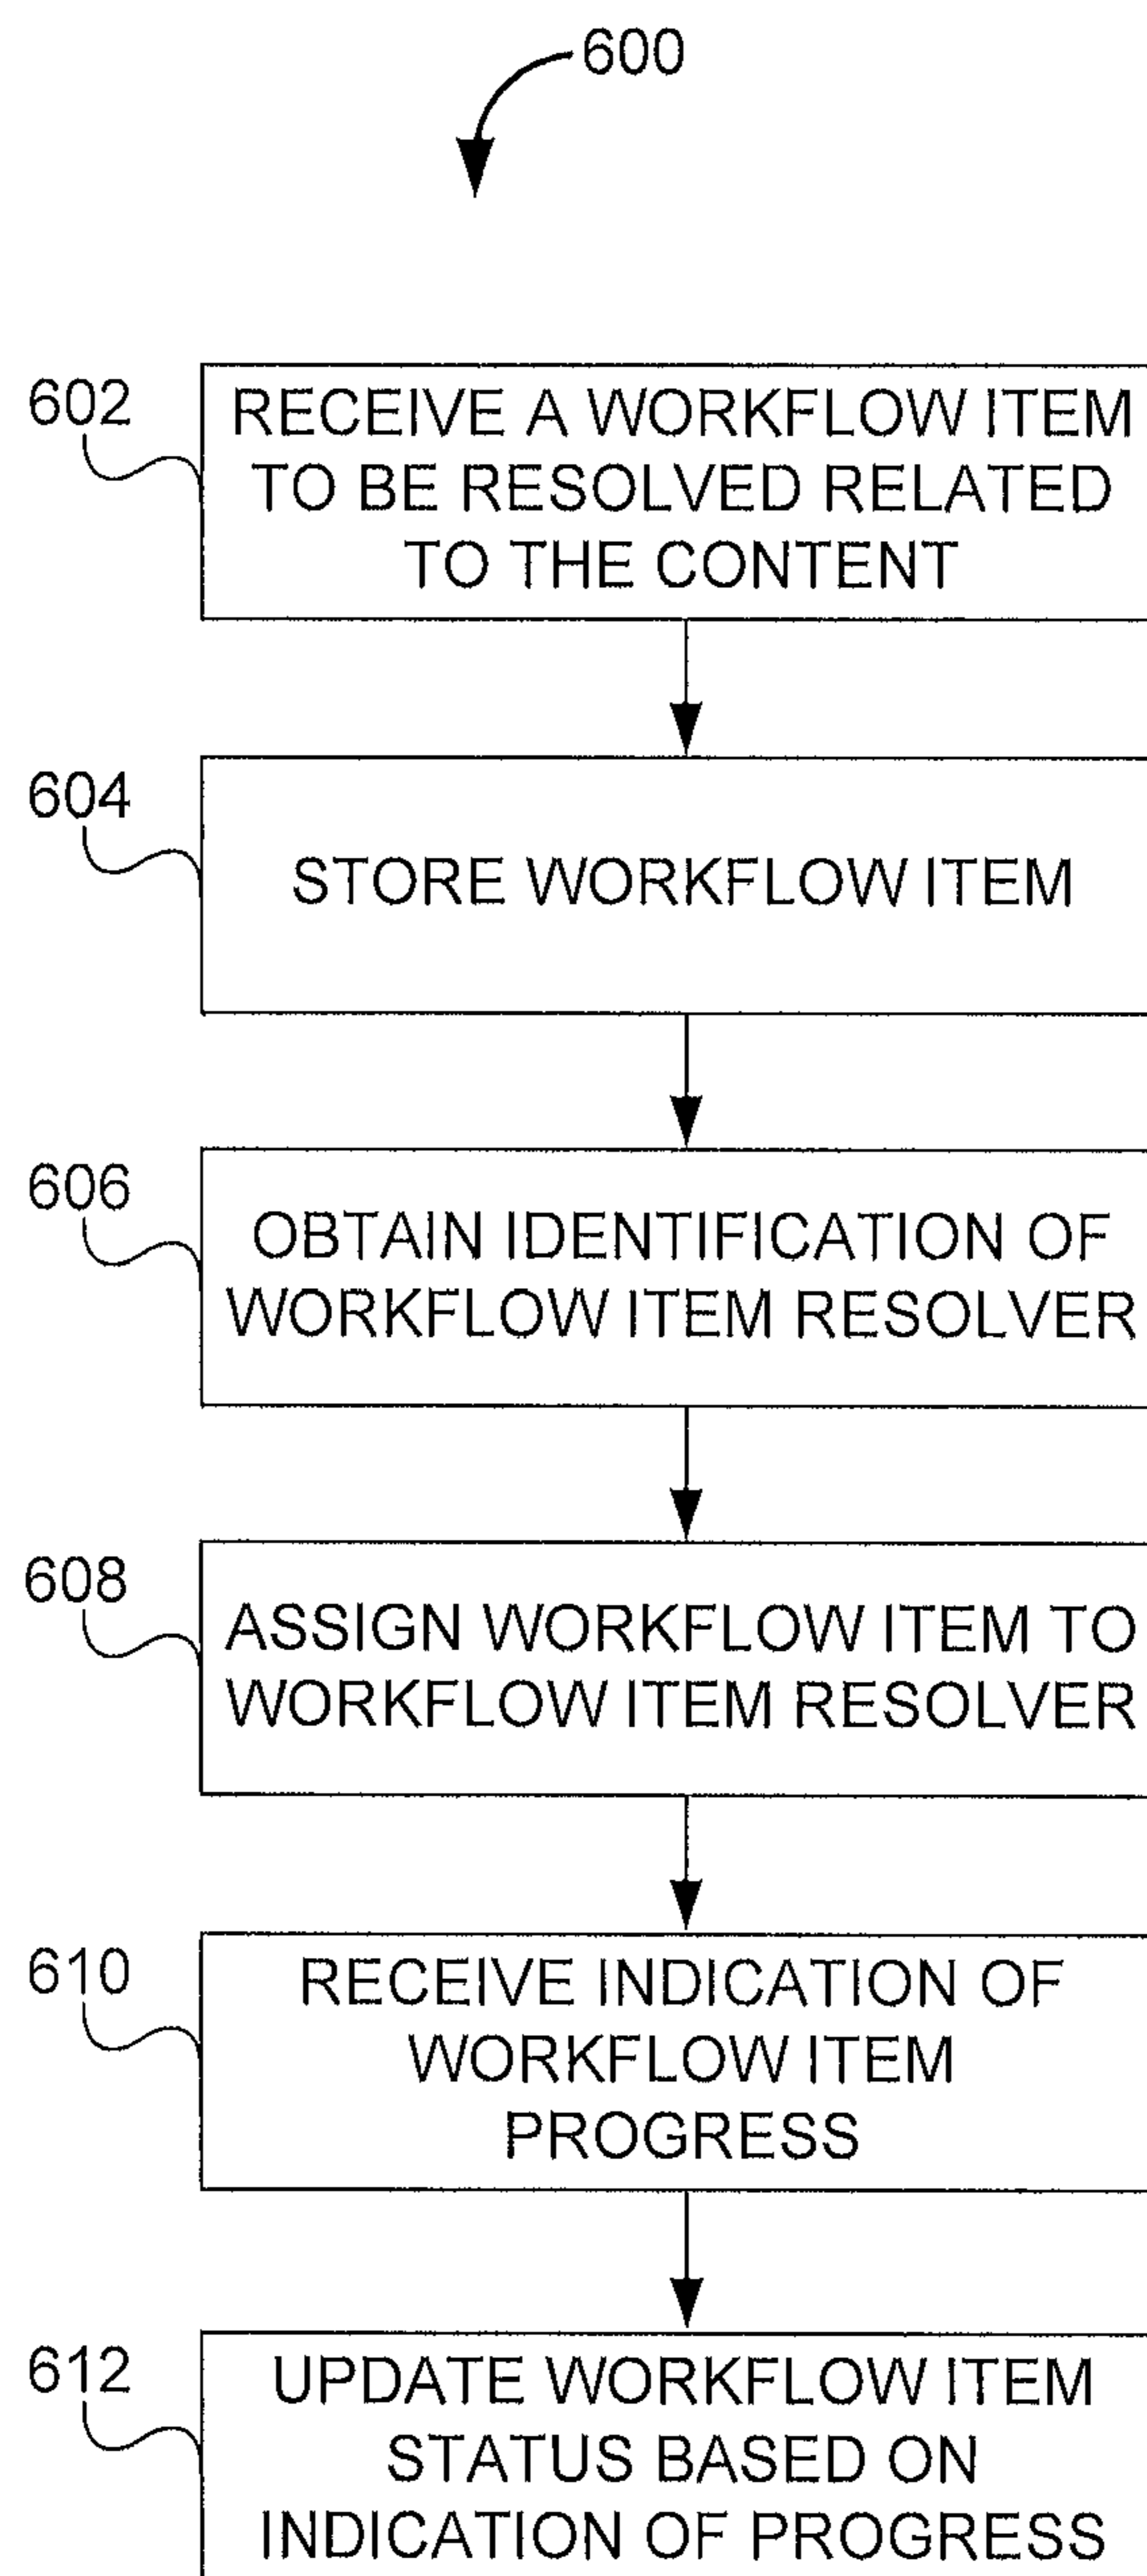 600
602
RECEIVE A WORKFLOW ITEM
TO BE RESOLVED RELATED
TO THE CONTENT
604
STORE WORKFLOW ITEM
606
OBTAIN IDENTIFICATION OF
WORKFLOW ITEM RESOLVER
608
ASSIGN WORKFLOW ITEM TO
WORKFLOW ITEM RESOLVER
610
RECEIVE INDICATION OF
WORKFLOW ITEM
PROGRESS
612
UPDATE WORKFLOW ITEM
STATUS BASED ON
INDICATION OF PROGRESS